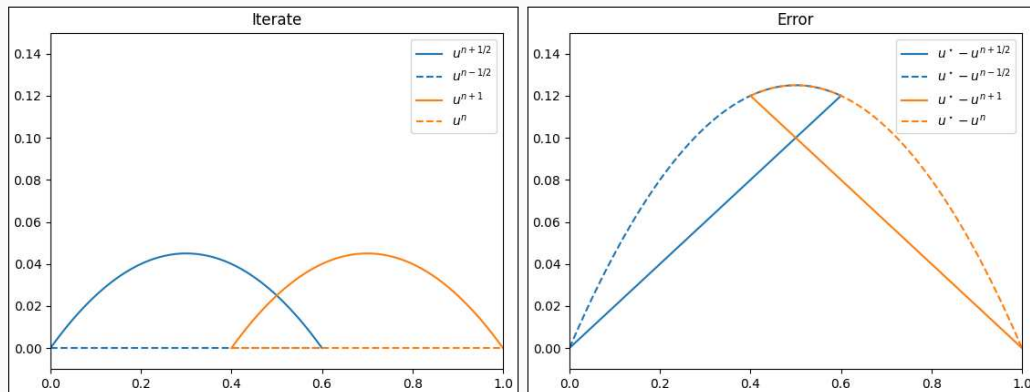 Iterate
0.14
0.12
0.10
0.08
0.06
0.04
0.02
0.00
0.0 0.2 0.4 0.6 0.8 1.0
u^{n+1/2}
u^{n−1/2}
u^{n+1}
u^{n}
Error
0.14
0.12
0.10
0.08
0.06
0.04
0.02
0.00
0.0 0.2 0.4 0.6 0.8 1.0
u^{⋆} − u^{n+1/2}
u^{⋆} − u^{n−1/2}
u^{⋆} − u^{n+1}
u^{⋆} − u^{n}